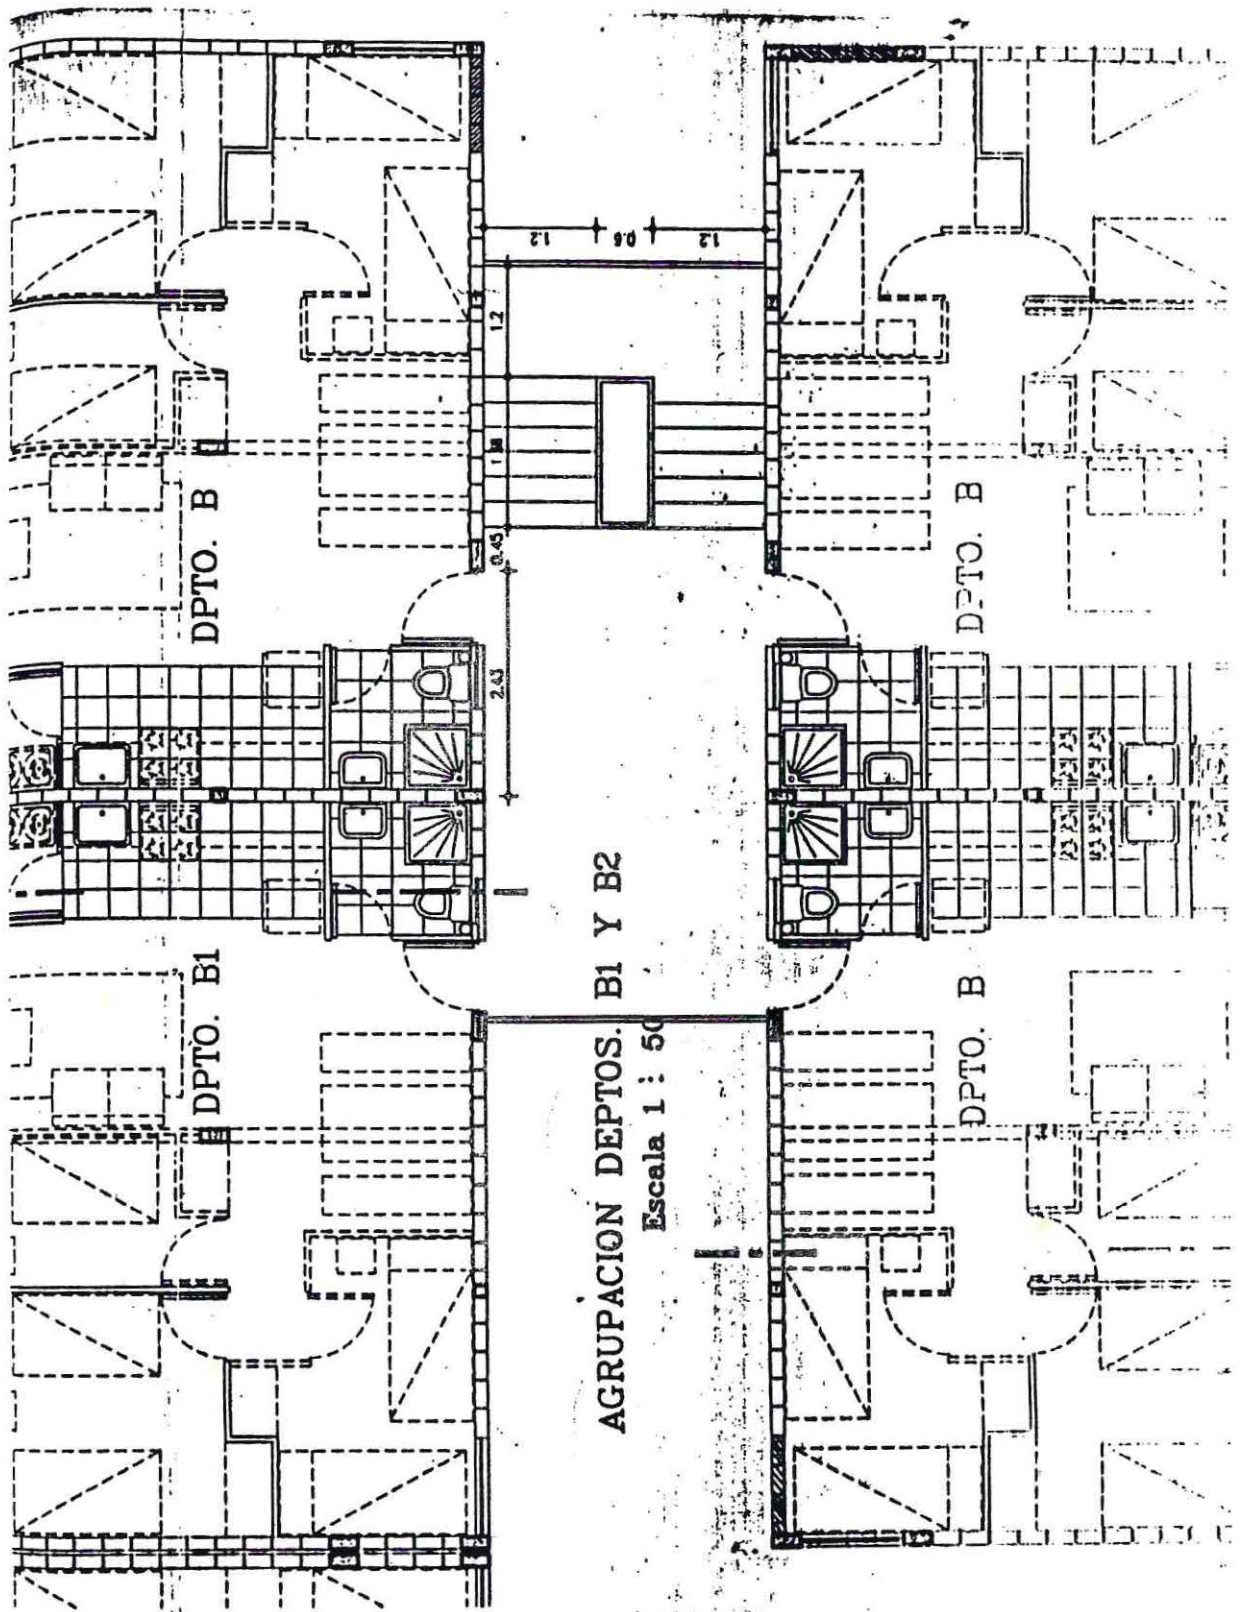 AGRUPACION DEPTOS. B1 Y B2
Escala 1 : 50
DPTO. B
DPTO. B1
DPTO. B
DPTO. B
1.2
0.6
1.2
1.2
0.45
2.43